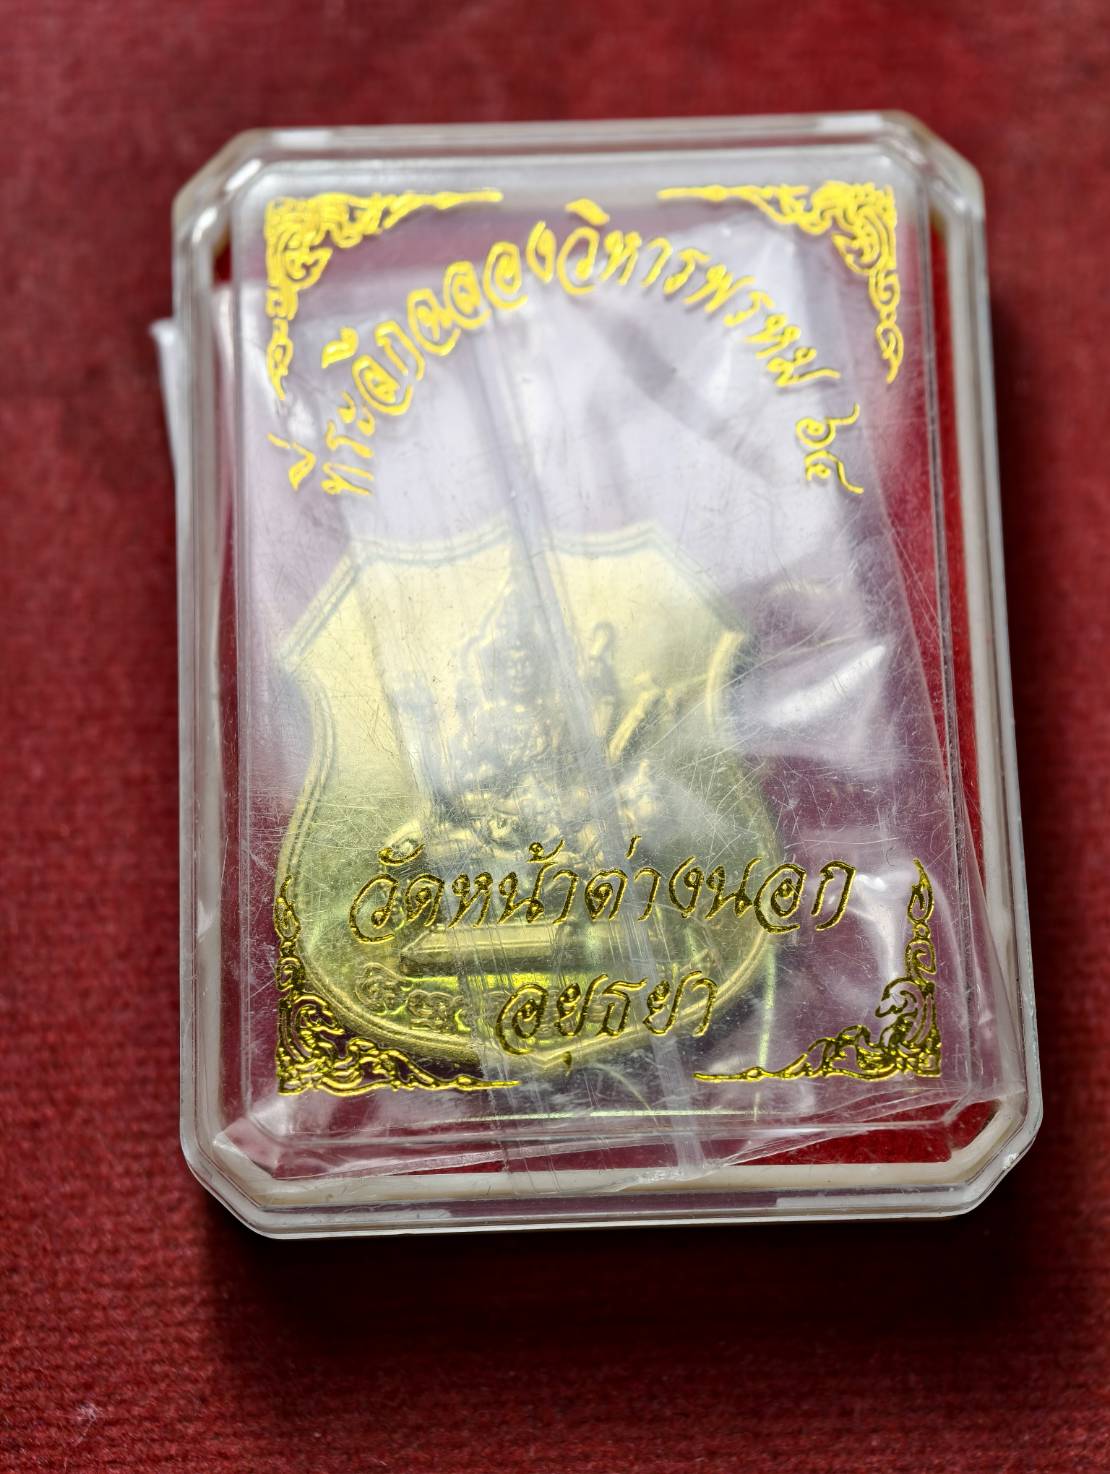 ที่ระฤกฉลองวิหารพรหม ๖๔
วัดหน้าต่างนอก
อยุธยา